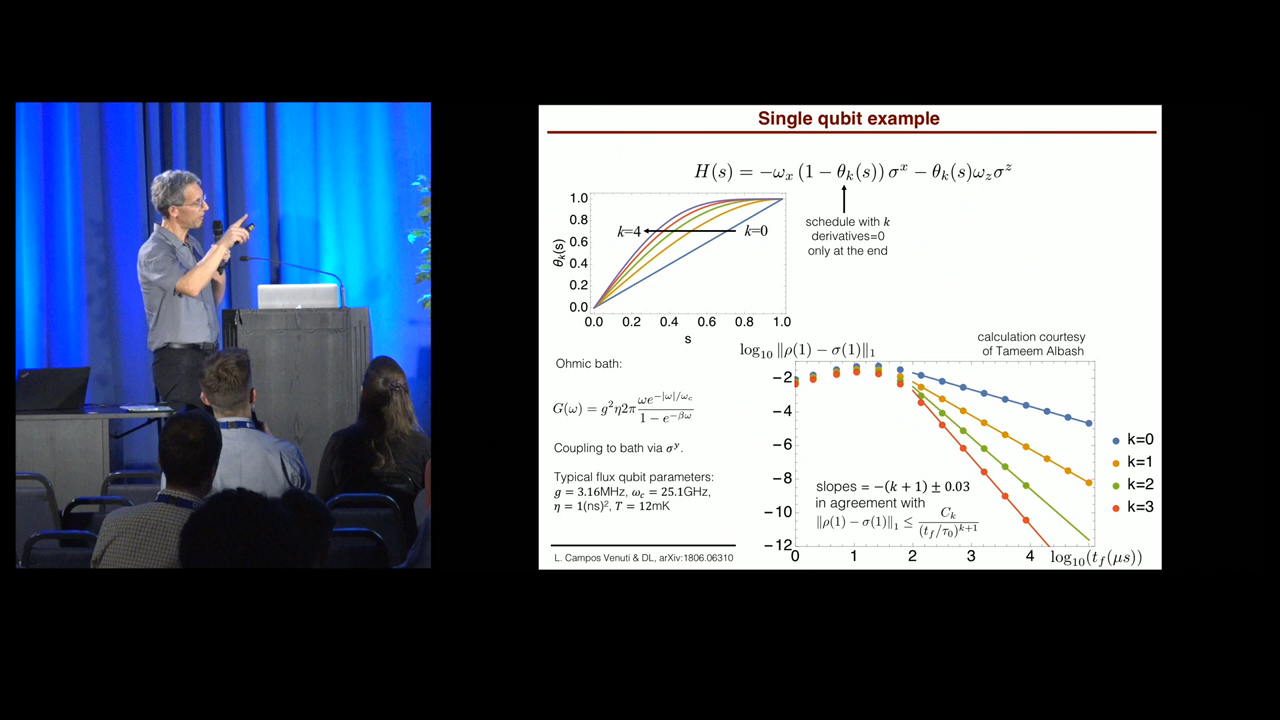 Single qubit example
H(s) = −ω_x (1 − θ_k(s)) σ^x − θ_k(s)ω_zσ^z
1.0
0.8
0.6
0.4
0.2
0.0
θ_k(s)
k=4
k=0
0.0 0.2 0.4 0.6 0.8 1.0
s
schedule with k
derivatives=0
only at the end
Ohmic bath:
G(ω) = g²η2π ωe^{−|ω|/ω_c} / 1 − e^{−βω}
Coupling to bath via σ^y.
Typical flux qubit parameters:
g = 3.16MHz, ω_c = 25.1GHz,
η = 1(ns)², T = 12mK
L. Campos Venuti & DL, arXiv:1806.06310
calculation courtesy
of Tameem Albash
log₁₀ ‖ρ(1) − σ(1)‖₁
−2
−4
−6
−8
−10
−12
slopes = −(k + 1) ± 0.03
in agreement with
‖ρ(1) − σ(1)‖₁ ≤ C_k / (t_f/τ_0)^{k+1}
0 1 2 3 4
log₁₀(t_f(μs))
k=0
k=1
k=2
k=3